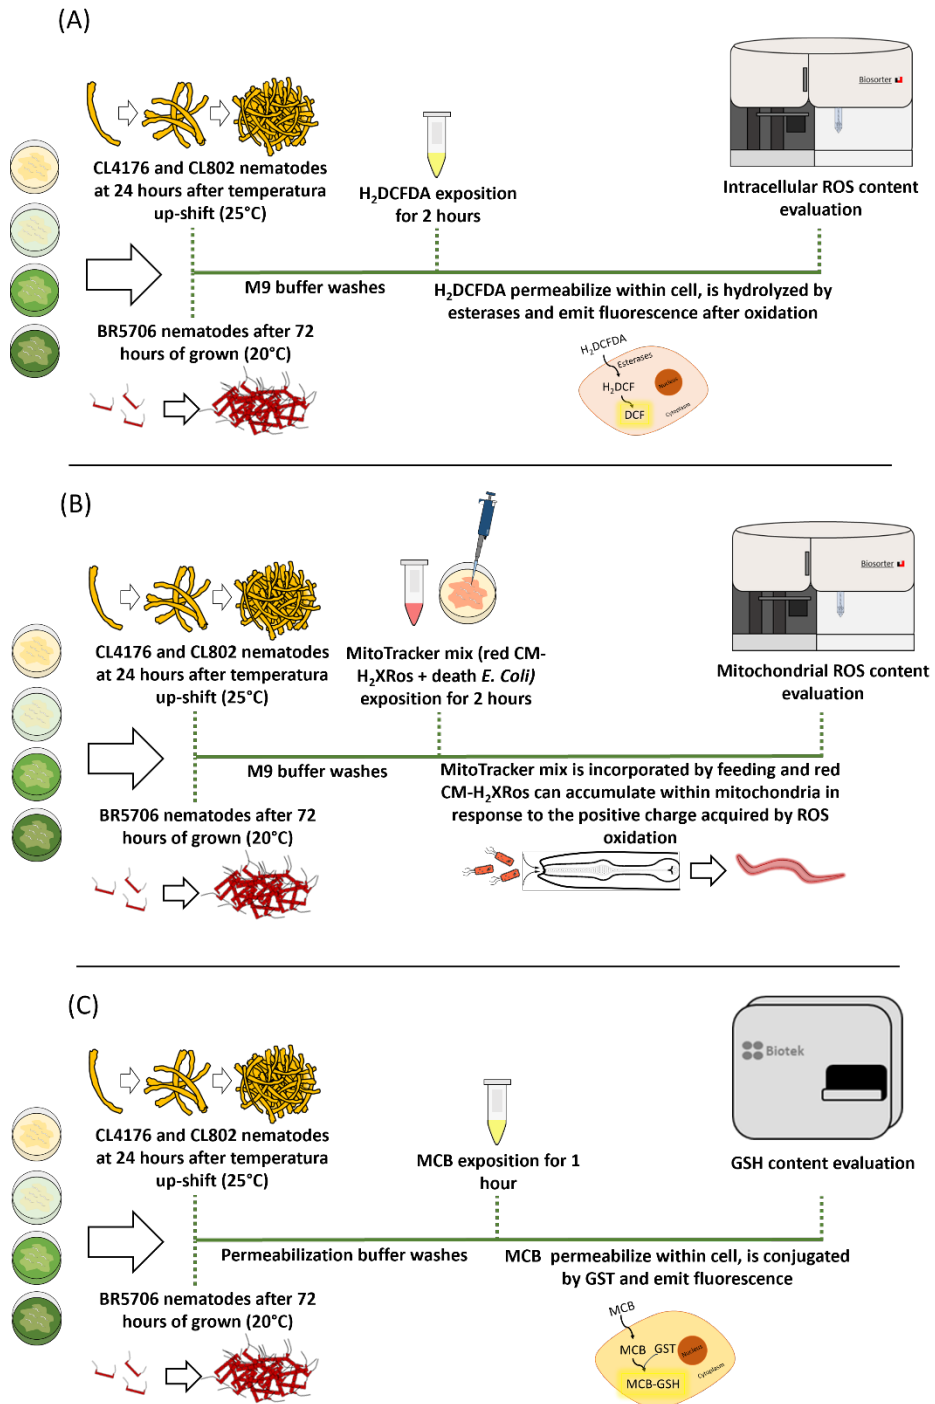 (A)
Biosorter
CL4176 and CL802 nematodes
at 24 hours after temperatura
up-shift (25°C)
H₂DCFDA exposition
for 2 hours
Intracellular ROS content
evaluation
M9 buffer washes
H₂DCFDA permeabilize within cell, is hydrolyzed by
esterases and emit fluorescence after oxidation
BR5706 nematodes after 72
hours of grown (20°C)
H₂DCFDA
Esterases
H₂DCF
Nucleus
DCF
Cytoplasm
(B)
Biosorter
CL4176 and CL802 nematodes
at 24 hours after temperatura
up-shift (25°C)
MitoTracker mix (red CM-
H₂XRos + death E. Coli)
exposition for 2 hours
Mitochondrial ROS content
evaluation
M9 buffer washes
MitoTracker mix is incorporated by feeding and red
CM-H₂XRos can accumulate within mitochondria in
response to the positive charge acquired by ROS
oxidation
BR5706 nematodes after 72
hours of grown (20°C)
(C)
Biotek
CL4176 and CL802 nematodes
at 24 hours after temperatura
up-shift (25°C)
MCB exposition for 1
hour
GSH content evaluation
Permeabilization buffer washes
MCB permeabilize within cell, is conjugated
by GST and emit fluorescence
BR5706 nematodes after 72
hours of grown (20°C)
MCB
MCB
GST
Nucleus
Cytoplasm
MCB-GSH